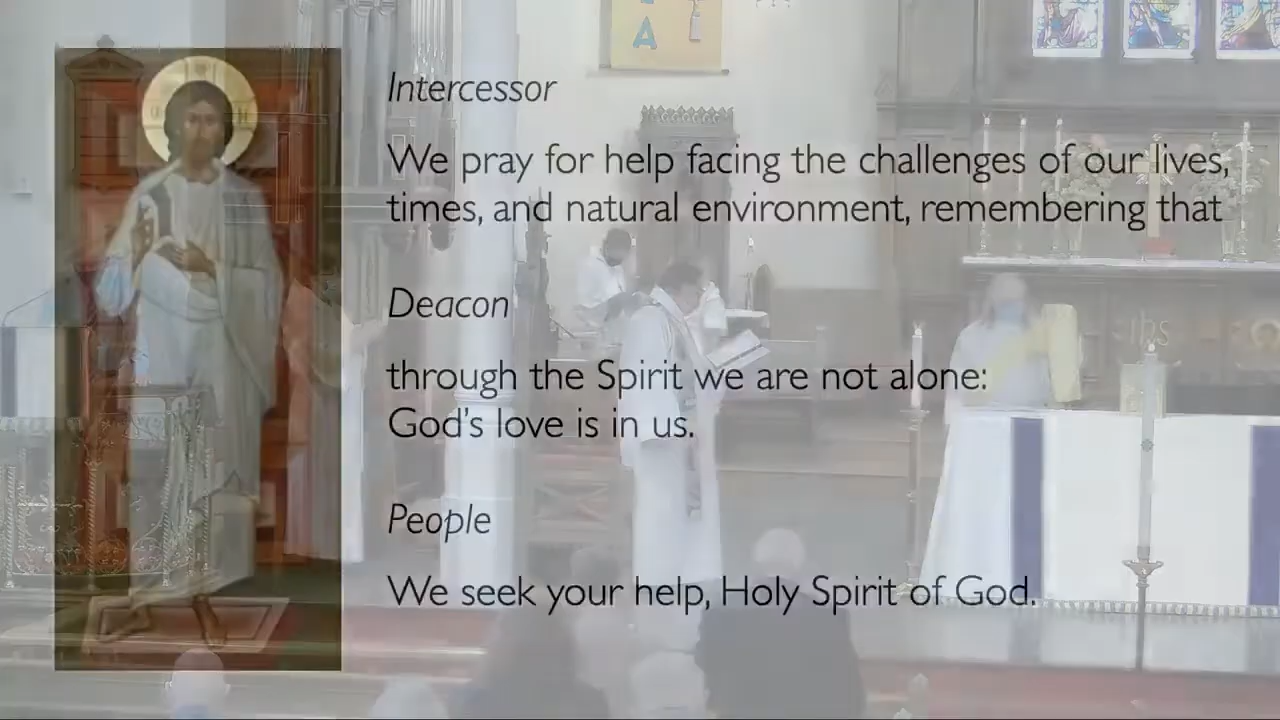 A
Intercessor
We pray for help facing the challenges of our lives,
times, and natural environment, remembering that
Deacon
through the Spirit we are not alone:
God's love is in us.
People
We seek your help, Holy Spirit of God.
ihs